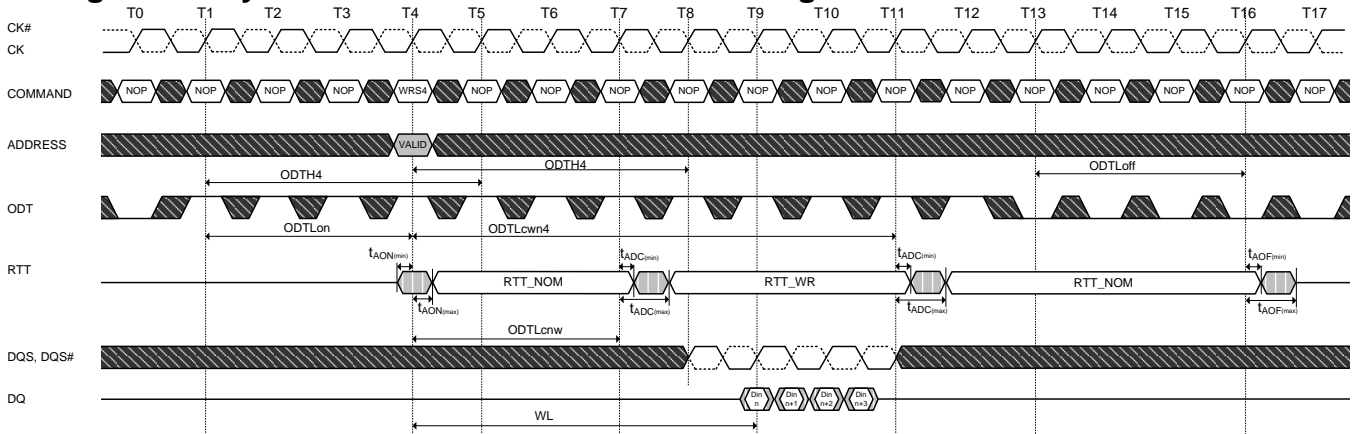 T0 T1 T2 T3 T4 T5 T6 T7 T8 T9 T10 T11 T12 T13 T14 T15 T16 T17
CK#
CK
COMMAND NOP NOP NOP NOP WRS4 NOP NOP NOP NOP NOP NOP NOP NOP NOP NOP NOP NOP NOP
ADDRESS VALID
ODTH4 ODTH4 ODTLoff
ODT
ODTLon ODTLcwn4
tAON(min) tADC(min) tADC(min) tAOF(min)
RTT RTT_NOM RTT_WR RTT_NOM
tAON(max) tADC(max) tADC(max) tAOF(max)
ODTLcnw
DQS, DQS#
DQ Din n Din n+1 Din n+2 Din n+3
WL